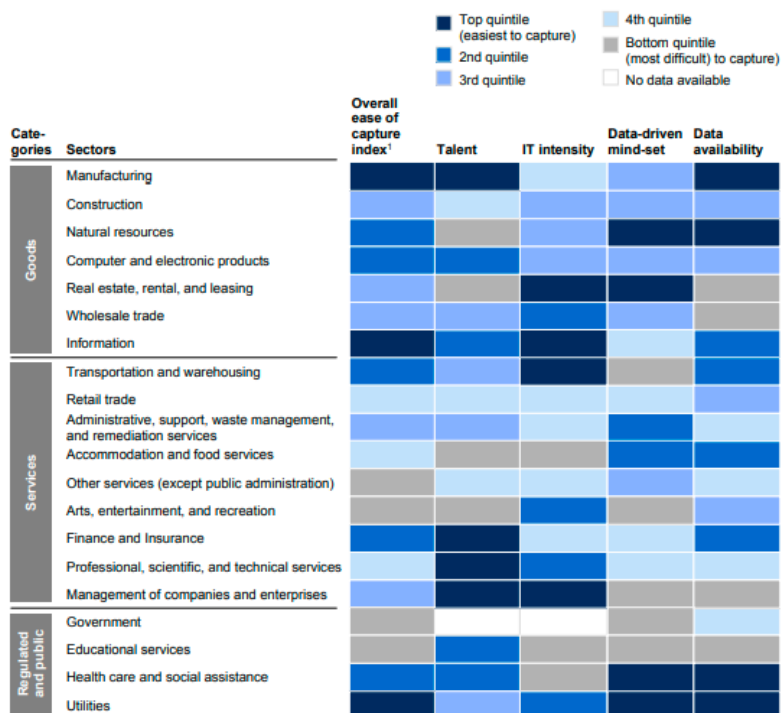 Top quintile
(easiest to capture)
2nd quintile
3rd quintile
4th quintile
Bottom quintile
(most difficult) to capture)
No data available
Cate-
gories
Sectors
Overall
ease of
capture
index¹
Talent
IT intensity
Data-driven
mind-set
Data
availability
Goods
Manufacturing
Construction
Natural resources
Computer and electronic products
Real estate, rental, and leasing
Wholesale trade
Information
Services
Transportation and warehousing
Retail trade
Administrative, support, waste management,
and remediation services
Accommodation and food services
Other services (except public administration)
Arts, entertainment, and recreation
Finance and Insurance
Professional, scientific, and technical services
Management of companies and enterprises
Regulated
and public
Government
Educational services
Health care and social assistance
Utilities